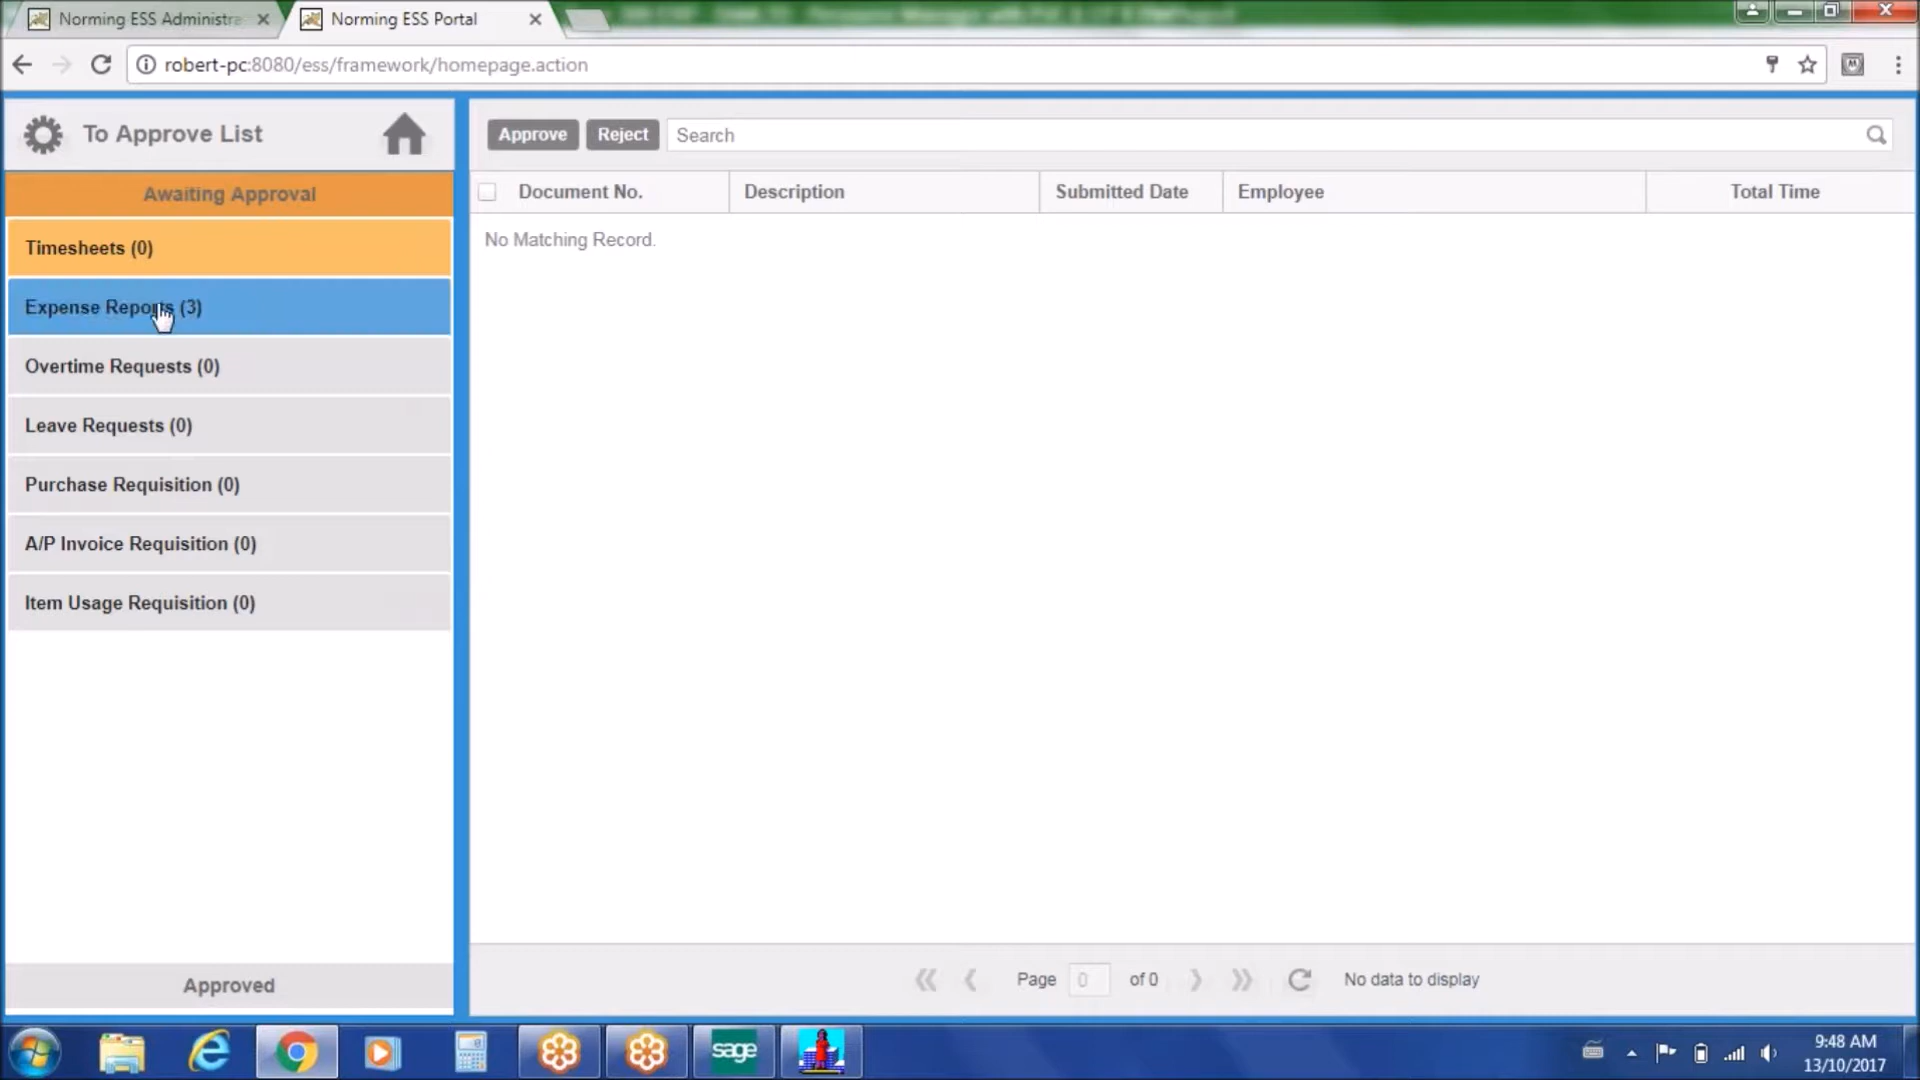 Norming ESS Administra
Norming ESS Portal
robert-pc:8080/ess/framework/homepage.action
To Approve List
Approve
Reject
Search
Awaiting Approval
Document No.
Description
Submitted Date
Employee
Total Time
Timesheets (0)
No Matching Record.
Expense Reports (3)
Overtime Requests (0)
Leave Requests (0)
Purchase Requisition (0)
A/P Invoice Requisition (0)
Item Usage Requisition (0)
Approved
Page 0 of 0
No data to display
sage
9:48 AM
13/10/2017